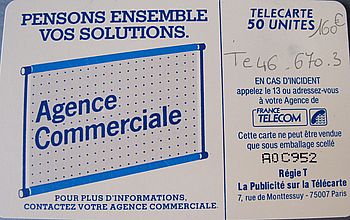 PENSONS ENSEMBLE
VOS SOLUTIONS.
Agence
Commerciale
POUR PLUS D'INFORMATIONS,
CONTACTEZ VOTRE AGENCE COMMERCIALE.
TELECARTE
50 UNITES
160€
Te46.670.3
EN CAS D'INCIDENT
appelez le 13 ou adressez-vous
à votre Agence de
FRANCE
TELECOM
Cette carte ne peut être vendue
que sous emballage scellé
A0C952
Régie T
La Publicité sur la Télécarte
7, rue de Monttessuy - 75007 Paris